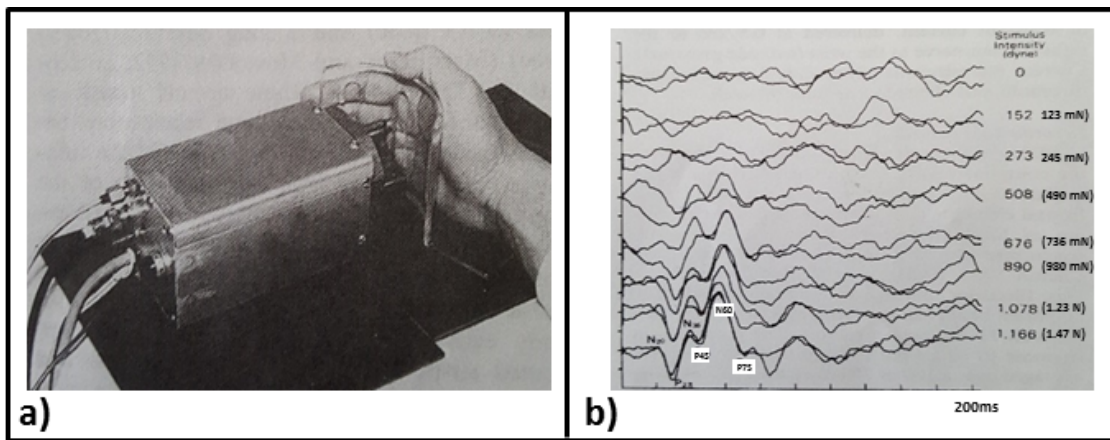 a)
b)
Stimulus
Intensity
(dyne)
0
152 123 mN)
273 245 mN)
508 (490 mN)
676 (736 mN)
890 (980 mN)
1.078 (1.23 N)
1.166 (1.47 N)
N60
N₂₀
P45
P75
200ms